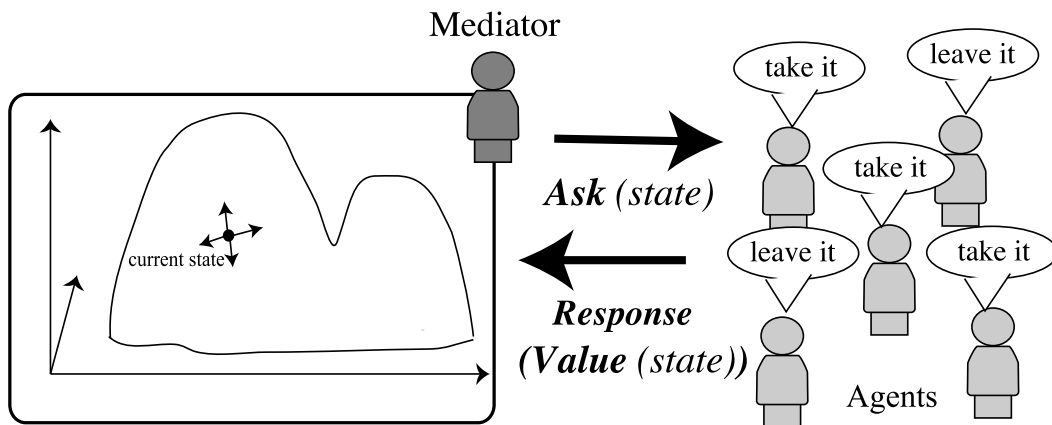 Mediator
take it
leave it
take it
Ask (state)
current state
leave it
take it
Response
(Value (state))
Agents